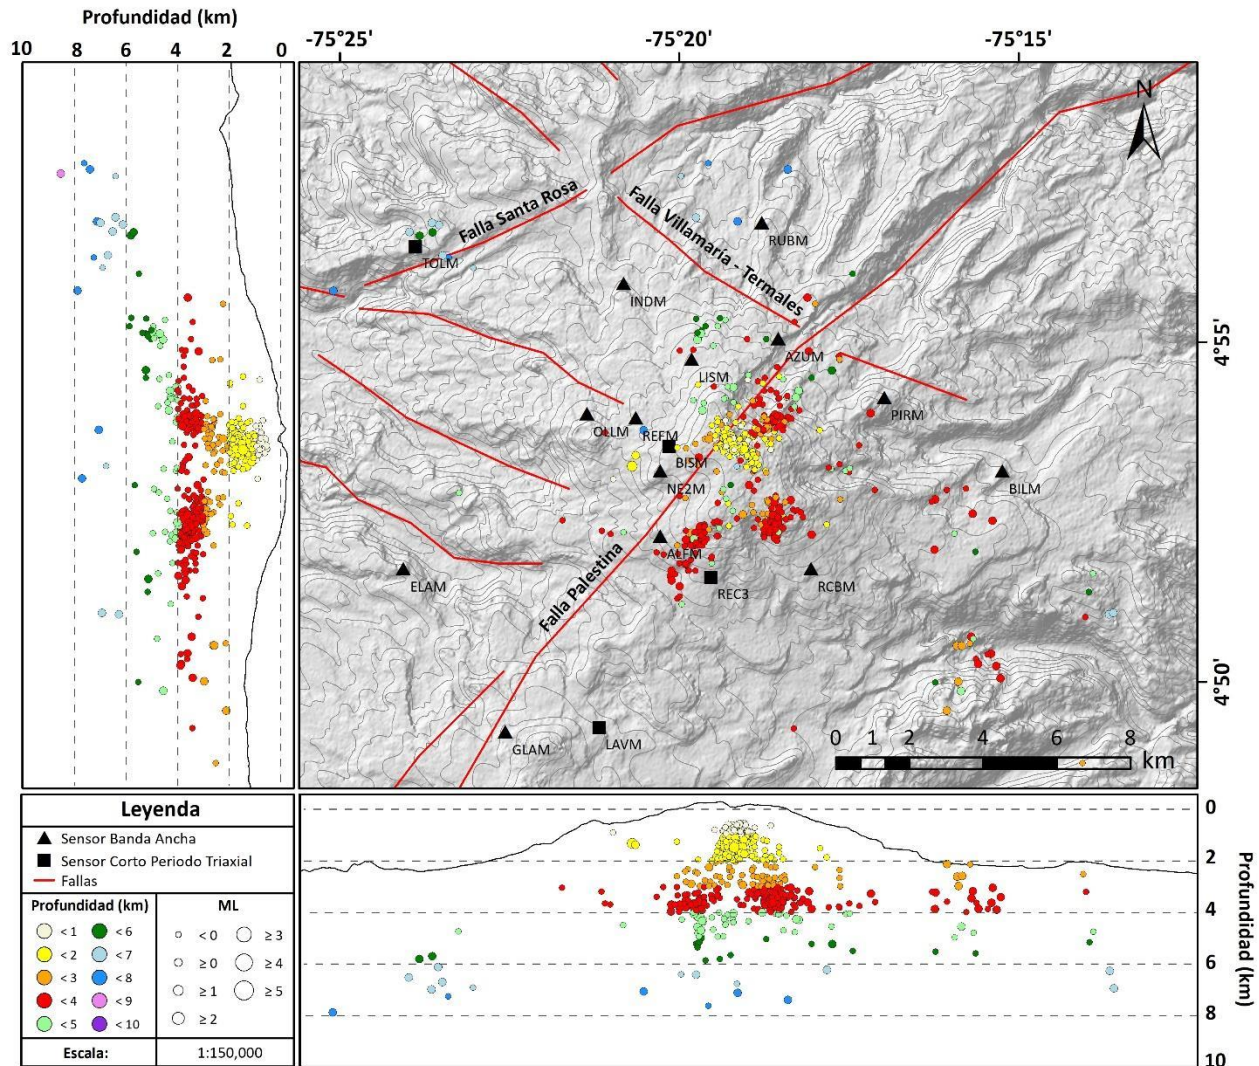 Profundidad (km)
10 8 6 4 2 0
-75°25' -75°20' -75°15'
N
Falla Santa Rosa
Falla Villamaría - Termales
RUBM
TOLM
INDM
4°55'
AZUM
LISM
PIRM
OLLM
REFM
BISM
NE2M
BILM
ALFM
Falla Palestina
ELAM
REC3
RCBM
4°50'
GLAM
LAVM
0 1 2 4 6 8
km
Leyenda
Sensor Banda Ancha
Sensor Corto Periodo Triaxial
Fallas
Profundidad (km) ML
< 1 < 6 < 0 ≥ 3
< 2 < 7 ≥ 0 ≥ 4
< 3 < 8 ≥ 1 ≥ 5
< 4 < 9 ≥ 2
< 5 < 10
Escala: 1:150,000
0
2
4
6
8
10
Profundidad (km)